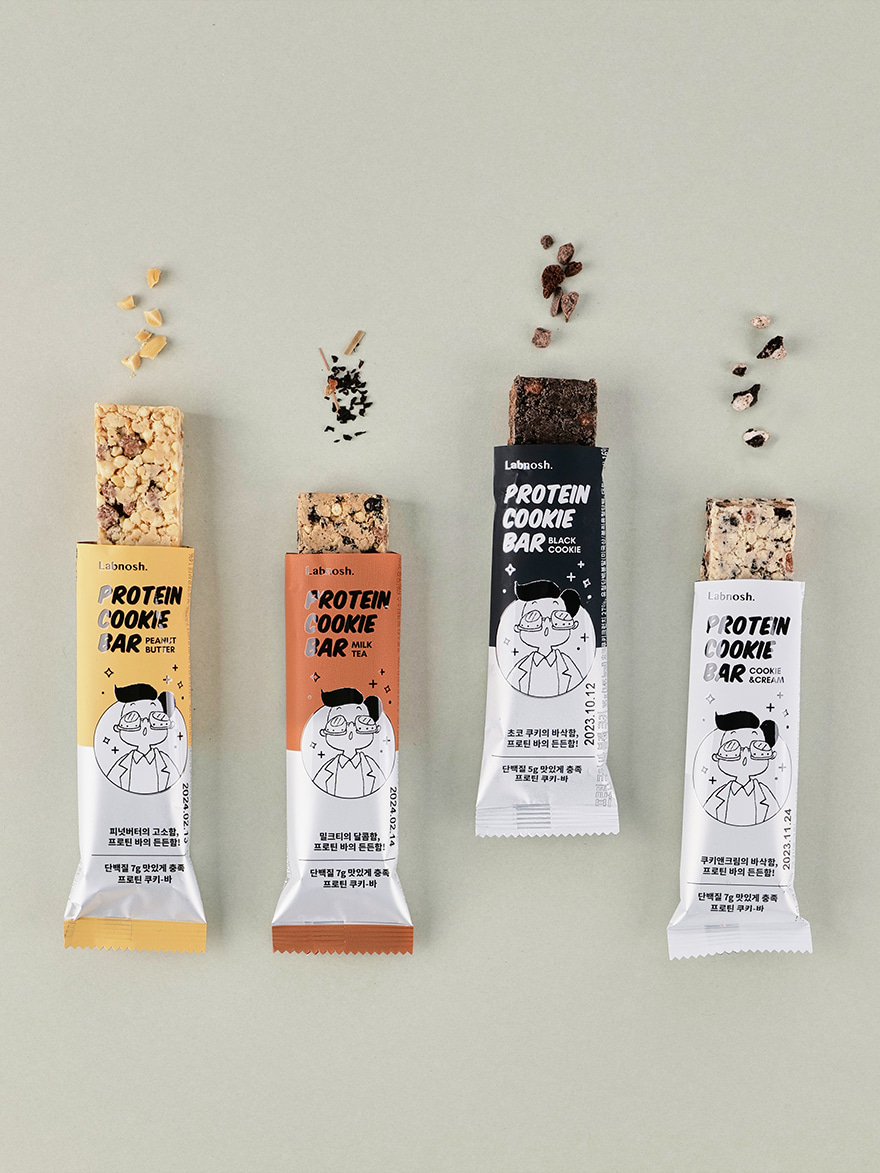 Labnosh.
PROTEIN
COOKIE
BAR PEANUT
BUTTER
피넛버터의 고소함,
프로틴 바의 든든함!
단백질 7g 맛있게 충족
프로틴 쿠키-바
Labnosh.
PROTEIN
COOKIE
BAR MILK
TEA
밀크티의 달콤함,
프로틴 바의 든든함!
2024.02.14
단백질 7g 맛있게 충족
프로틴 쿠키-바
Labnosh.
PROTEIN
COOKIE
BAR BLACK
COOKIE
초코 쿠키의 바삭함,
프로틴 바의 든든함!
2023.10.12
단백질 5g 맛있게 충족
프로틴 쿠키-바
Labnosh.
PROTEIN
COOKIE
BAR COOKIE
&CREAM
쿠키앤크림의 바삭함,
프로틴 바의 든든함!
2023.11.24
단백질 7g 맛있게 충족
프로틴 쿠키-바